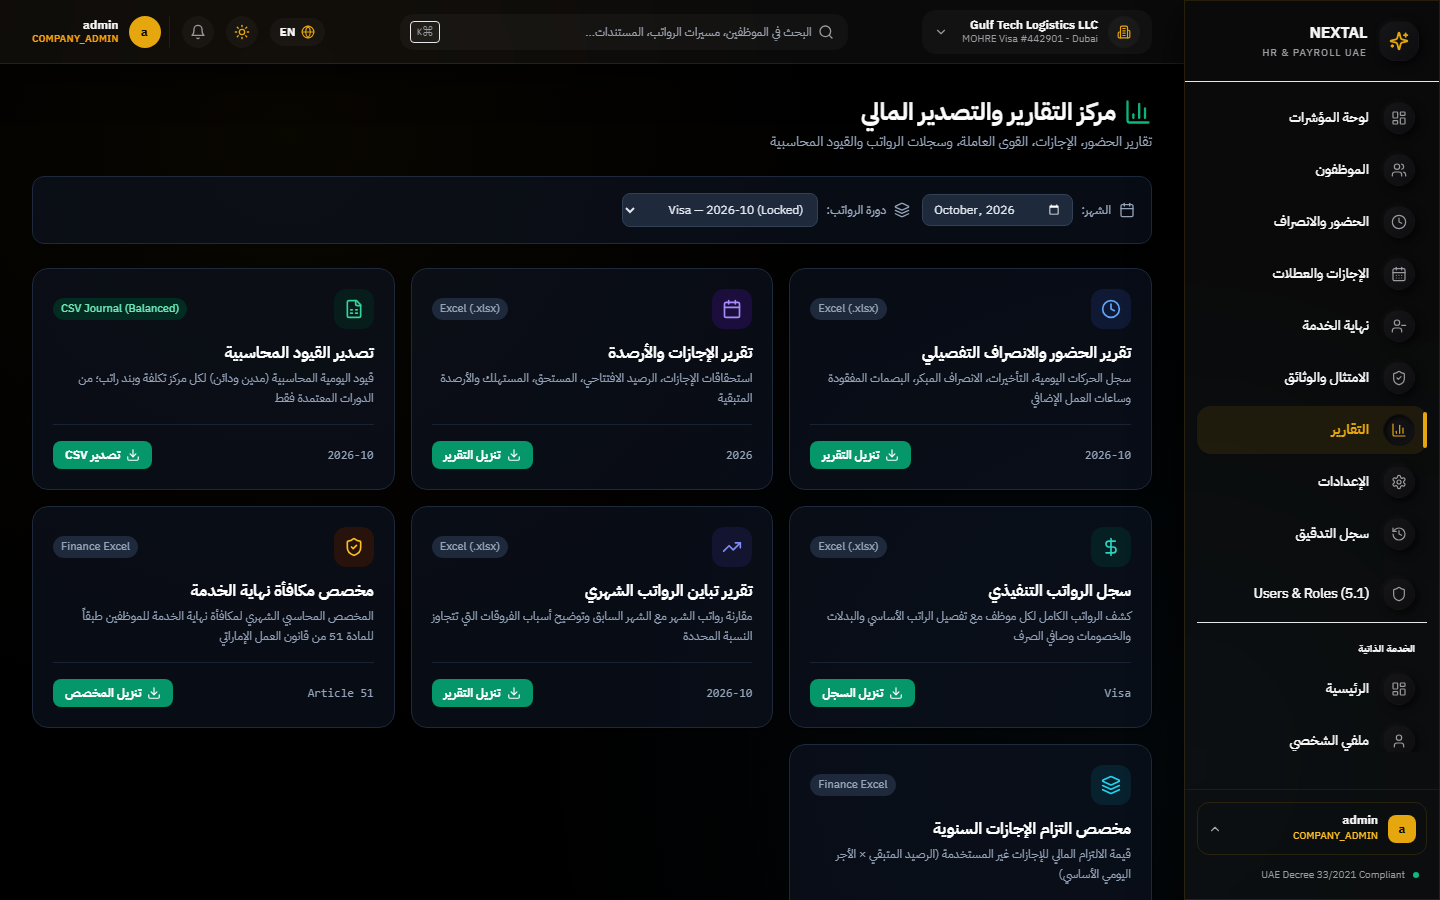 NEXTAL
HR & PAYROLL UAE
Gulf Tech Logistics LLC
MOHRE Visa #442901 - Dubai
البحث في الموظفين، مسيرات الرواتب، المستندات...
⌘K
EN
admin
COMPANY_ADMIN
a
لوحة المؤشرات
الموظفون
الحضور والانصراف
الإجازات والعطلات
نهاية الخدمة
الامتثال والوثائق
التقارير
الإعدادات
سجل التدقيق
Users & Roles (5.1)
الخدمة الذاتية
الرئيسية
ملفي الشخصي
a
admin
COMPANY_ADMIN
UAE Decree 33/2021 Compliant
مركز التقارير والتصدير المالي
تقارير الحضور، الإجازات، القوى العاملة، وسجلات الرواتب والقيود المحاسبية
الشهر:
October, 2026
دورة الرواتب:
Visa — 2026-10 (Locked)
Excel (.xlsx)
تقرير الحضور والانصراف التفصيلي
سجل الحركات اليومية، التأخيرات، الانصراف المبكر، البصمات المفقودة
وساعات العمل الإضافي
2026-10
تنزيل التقرير
Excel (.xlsx)
تقرير الإجازات والأرصدة
استحقاقات الإجازات، الرصيد الافتتاحي، المستحق، المستهلك والأرصدة
المتبقية
2026
تنزيل التقرير
CSV Journal (Balanced)
تصدير القيود المحاسبية
قيود اليومية المحاسبية (مدين ودائن) لكل مركز تكلفة وبند راتب؛ من
الدورات المعتمدة فقط
2026-10
تصدير CSV
Excel (.xlsx)
سجل الرواتب التنفيذي
كشف الرواتب الكامل لكل موظف مع تفصيل الراتب الأساسي والبدلات
والخصومات وصافي الصرف
Visa
تنزيل السجل
Excel (.xlsx)
تقرير تباين الرواتب الشهري
مقارنة رواتب الشهر مع الشهر السابق وتوضيح أسباب الفروقات التي تتجاوز
النسبة المحددة
2026-10
تنزيل التقرير
Finance Excel
مخصص مكافأة نهاية الخدمة
المخصص المحاسبي الشهري لمكافأة نهاية الخدمة للموظفين طبقاً
للمادة 51 من قانون العمل الإماراتي
Article 51
تنزيل المخصص
Finance Excel
مخصص التزام الإجازات السنوية
قيمة الالتزام المالي للإجازات غير المستخدمة (الرصيد المتبقي × الأجر
اليومي الأساسي)